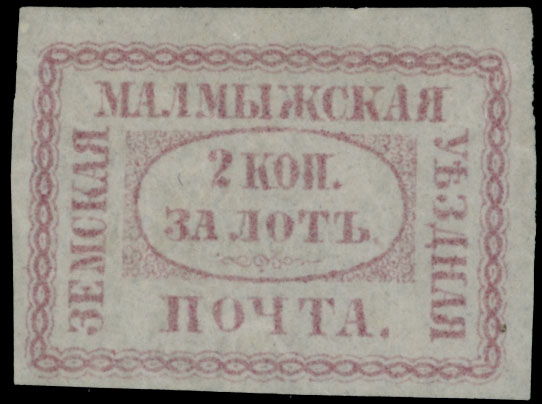 МАЛМЫЖСКАЯ
УѢЗДНАЯ
ЗЕМСКАЯ
ПОЧТА.
2 КОП.
ЗА ЛОТЪ.